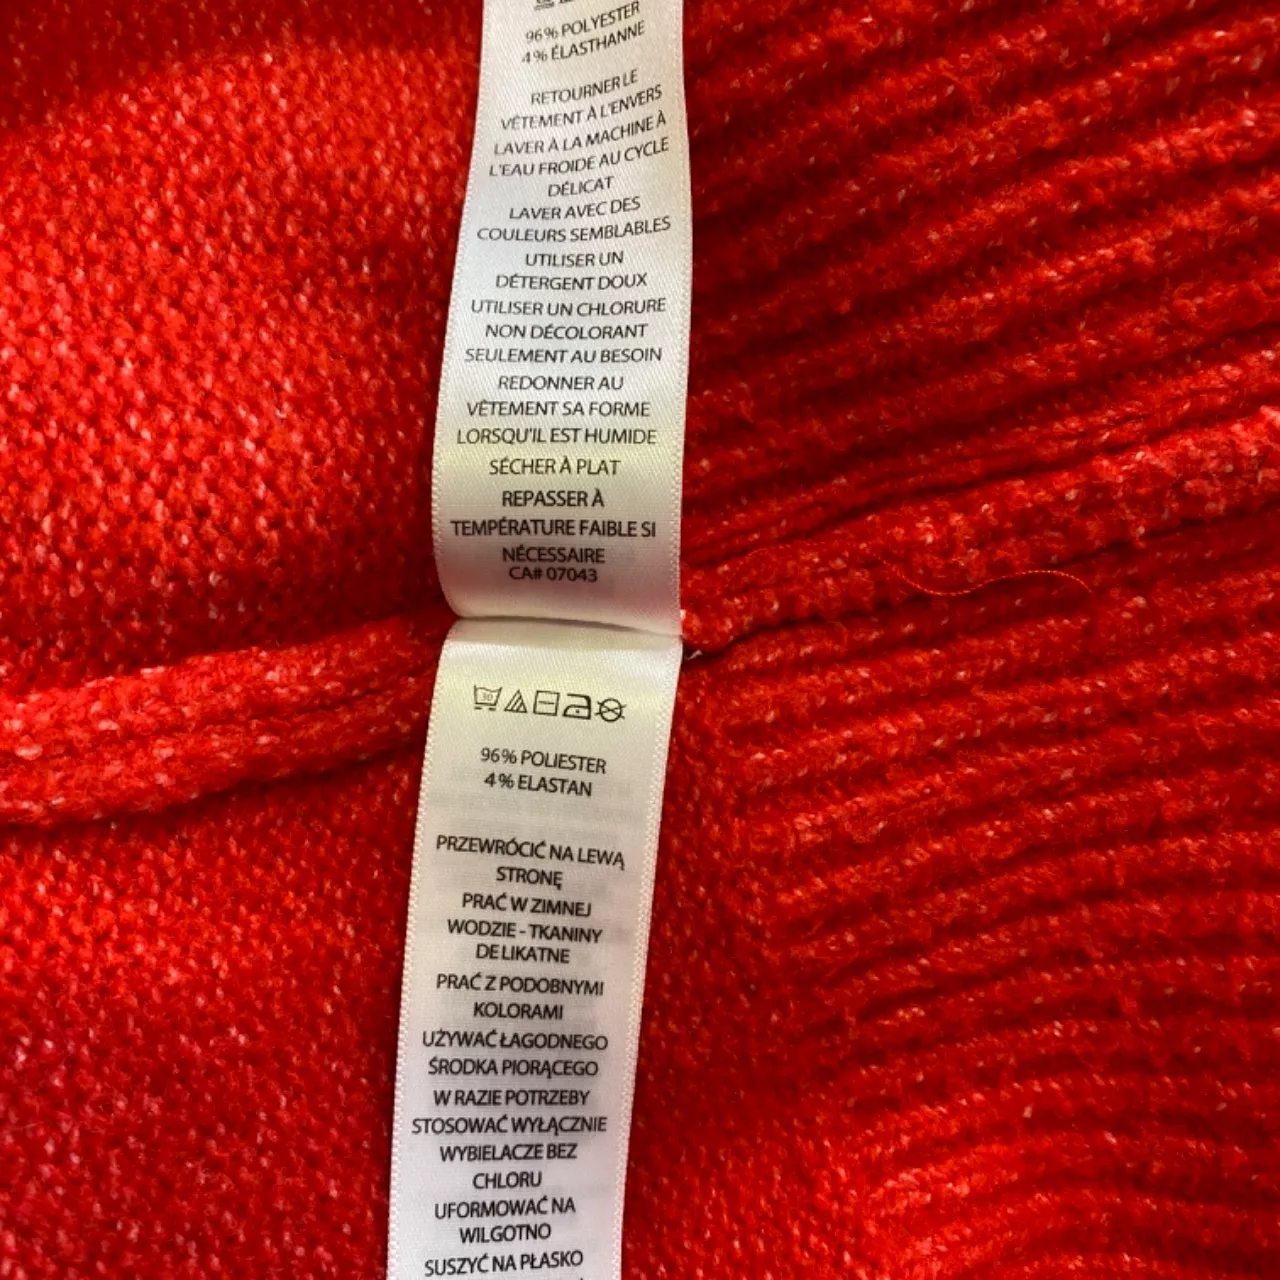 96% POLYESTER
4% ÉLASTHANNE
RETOURNER LE
VÊTEMENT À L'ENVERS
LAVER À LA MACHINE À
L'EAU FROIDE AU CYCLE
DÉLICAT
LAVER AVEC DES
COULEURS SEMBLABLES
UTILISER UN
DÉTERGENT DOUX
UTILISER UN CHLORURE
NON DÉCOLORANT
SEULEMENT AU BESOIN
REDONNER AU
VÊTEMENT SA FORME
LORSQU'IL EST HUMIDE
SÉCHER À PLAT
REPASSER À
TEMPÉRATURE FAIBLE SI
NÉCESSAIRE
CA# 07043
30
96% POLIESTER
4% ELASTAN
PRZEWRÓCIĆ NA LEWĄ
STRONĘ
PRAĆ W ZIMNEJ
WODZIE - TKANINY
DELIKATNE
PRAĆ Z PODOBNYMI
KOLORAMI
UŻYWAĆ ŁAGODNEGO
ŚRODKA PIORĄCEGO
W RAZIE POTRZEBY
STOSOWAĆ WYŁĄCZNIE
WYBIELACZE BEZ
CHLORU
UFORMOWAĆ NA
WILGOTNO
SUSZYĆ NA PŁASKO